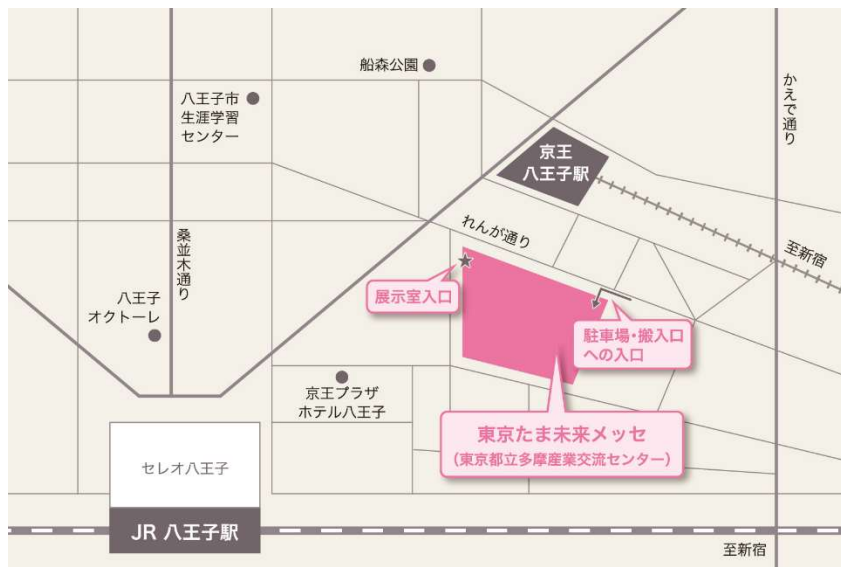 船森公園
かえで通り
八王子市
生涯学習
センター
京王
八王子駅
れんが通り
至新宿
桑並木通り
展示室入口
八王子
オクトーレ
駐車場・搬入口
への入口
京王プラザ
ホテル八王子
東京たま未来メッセ
(東京都立多摩産業交流センター)
セレオ八王子
JR 八王子駅
至新宿